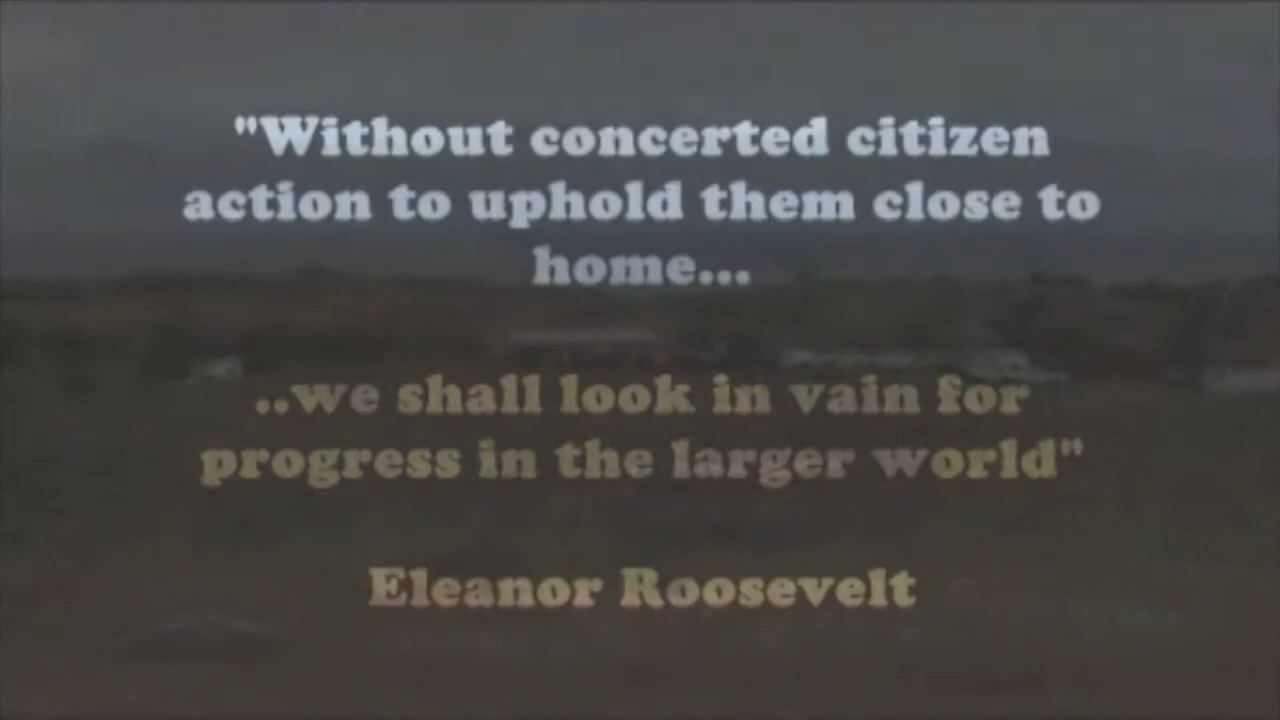 "Without concerted citizen
action to uphold them close to
home...
..we shall look in vain for
progress in the larger world"
Eleanor Roosevelt